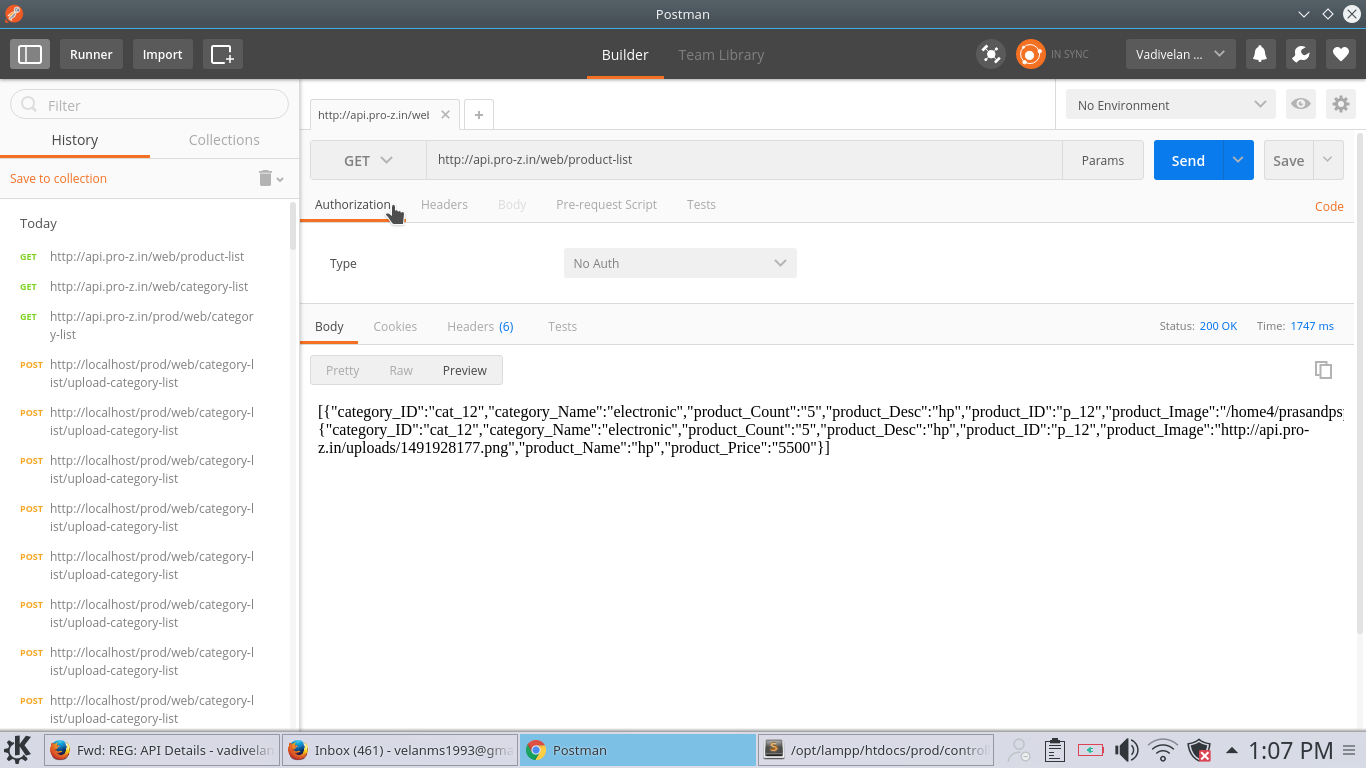 Postman
Runner
Import
Builder
Team Library
IN SYNC
Vadivelan ...
Filter
History
Collections
Save to collection
Today
GET http://api.pro-z.in/web/product-list
GET http://api.pro-z.in/web/category-list
GET http://api.pro-z.in/prod/web/categor
y-list
POST http://localhost/prod/web/category-l
ist/upload-category-list
POST http://localhost/prod/web/category-l
ist/upload-category-list
POST http://localhost/prod/web/category-l
ist/upload-category-list
POST http://localhost/prod/web/category-l
ist/upload-category-list
POST http://localhost/prod/web/category-l
ist/upload-category-list
POST http://localhost/prod/web/category-l
ist/upload-category-list
POST http://localhost/prod/web/category-l
ist/upload-category-list
POST http://localhost/prod/web/category-l
ist/upload-category-list
http://api.pro-z.in/wel
No Environment
GET
http://api.pro-z.in/web/product-list
Params
Send
Save
Authorization
Headers
Body
Pre-request Script
Tests
Code
Type
No Auth
Body
Cookies
Headers (6)
Tests
Status: 200 OK
Time: 1747 ms
Pretty
Raw
Preview
[{"category_ID":"cat_12","category_Name":"electronic","product_Count":"5","product_Desc":"hp","product_ID":"p_12","product_Image":"/home4/prasandps
{"category_ID":"cat_12","category_Name":"electronic","product_Count":"5","product_Desc":"hp","product_ID":"p_12","product_Image":"http://api.pro-
z.in/uploads/1491928177.png","product_Name":"hp","product_Price":"5500"}]
Fwd: REG: API Details - vadivelan
Inbox (461) - velanms1993@gma
Postman
/opt/lampp/htdocs/prod/control
1:07 PM